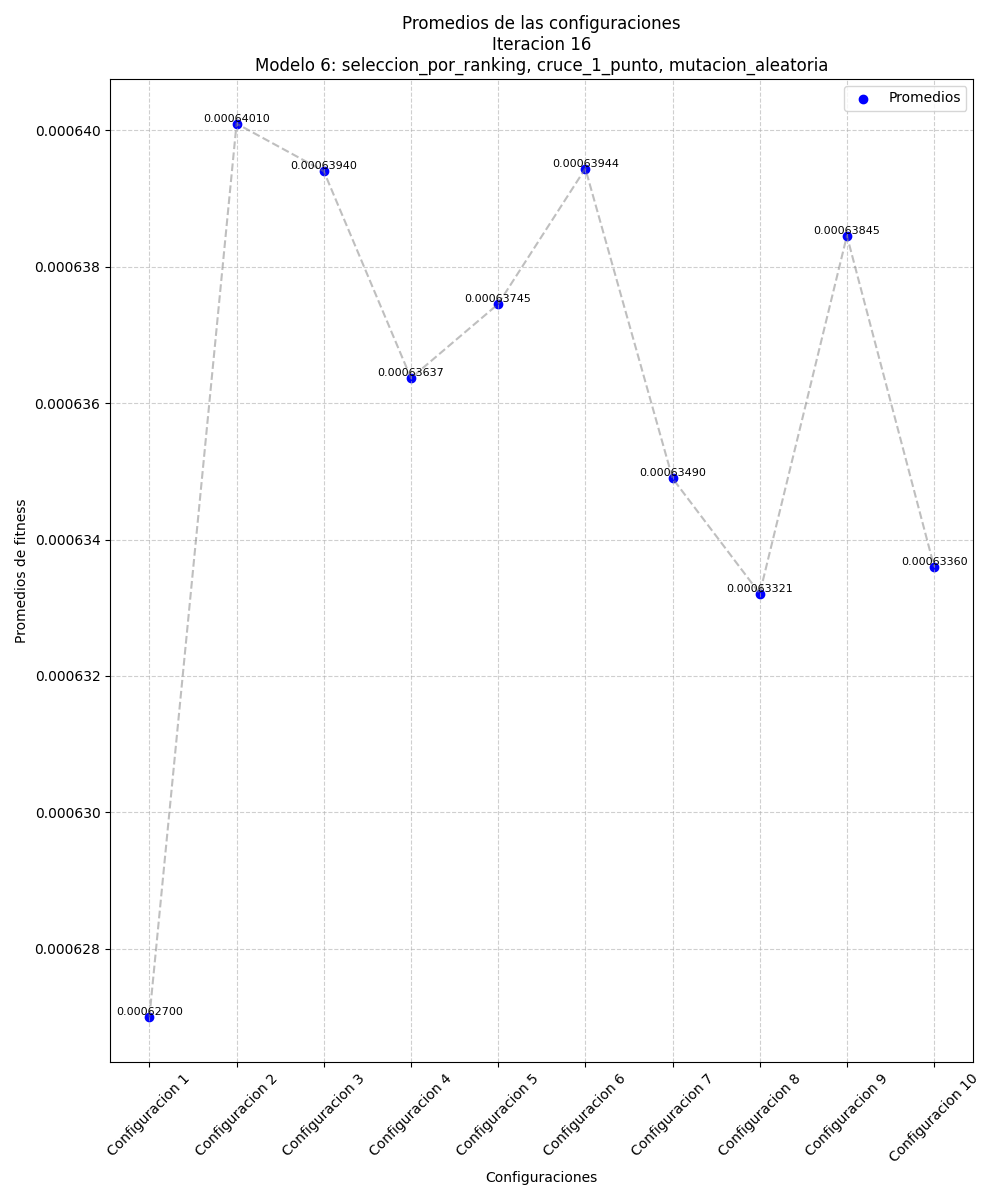 Promedios de las configuraciones
Iteracion 16
Modelo 6: seleccion_por_ranking, cruce_1_punto, mutacion_aleatoria
Promedios
0.000640
0.000638
0.000636
0.000634
0.000632
0.000630
0.000628
Promedios de fitness
0.00062700
0.00064010
0.00063940
0.00063637
0.00063745
0.00063944
0.00063490
0.00063321
0.00063845
0.00063360
Configuracion 1
Configuracion 2
Configuracion 3
Configuracion 4
Configuracion 5
Configuracion 6
Configuracion 7
Configuracion 8
Configuracion 9
Configuracion 10
Configuraciones